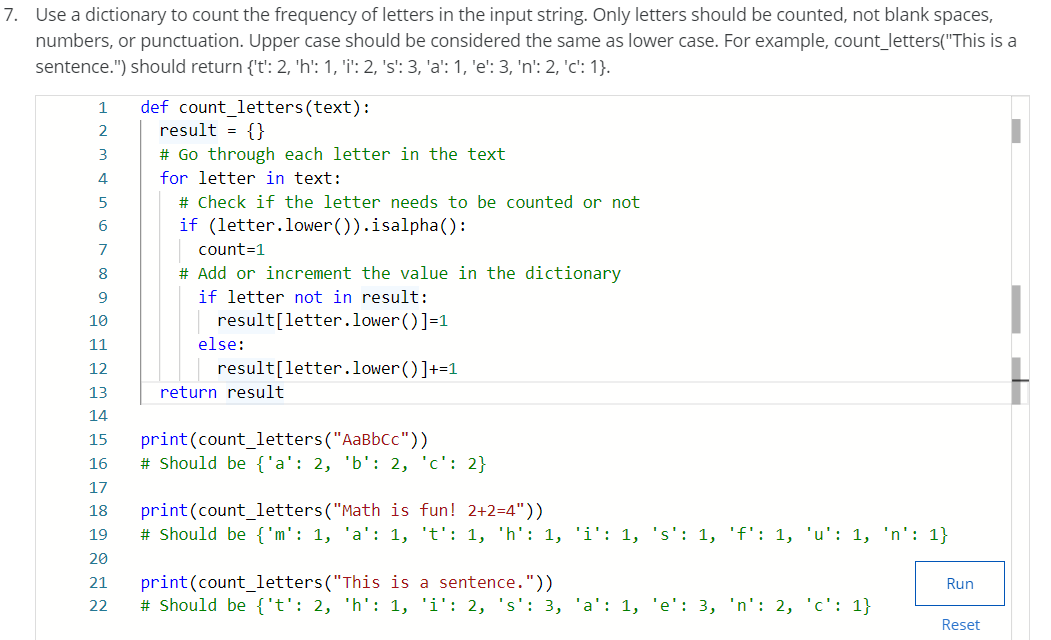 7. Use a dictionary to count the frequency of letters in the input string. Only letters should be counted, not blank spaces,
numbers, or punctuation. Upper case should be considered the same as lower case. For example, count_letters("This is a
sentence.") should return {'t': 2, 'h': 1, 'i': 2, 's': 3, 'a': 1, 'e': 3, 'n': 2, 'c': 1}.
1 def count_letters(text):
2   result = {}
3   # Go through each letter in the text
4   for letter in text:
5     # Check if the letter needs to be counted or not
6     if (letter.lower()).isalpha():
7       count=1
8     # Add or increment the value in the dictionary
9       if letter not in result:
10         result[letter.lower()]=1
11       else:
12         result[letter.lower()]+=1
13   return result
14
15 print(count_letters("AaBbCc"))
16 # Should be {'a': 2, 'b': 2, 'c': 2}
17
18 print(count_letters("Math is fun! 2+2=4"))
19 # Should be {'m': 1, 'a': 1, 't': 1, 'h': 1, 'i': 1, 's': 1, 'f': 1, 'u': 1, 'n': 1}
20
21 print(count_letters("This is a sentence."))
22 # Should be {'t': 2, 'h': 1, 'i': 2, 's': 3, 'a': 1, 'e': 3, 'n': 2, 'c': 1}
Run
Reset